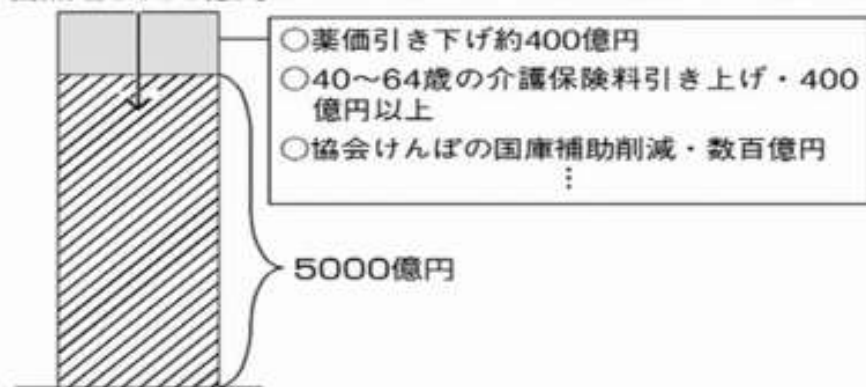 ○薬価引き下げ約400億円
○40~64歳の介護保険料引き上げ・400
億円以上
○協会けんぽの国庫補助削減・数百億円
⋮
5000億円